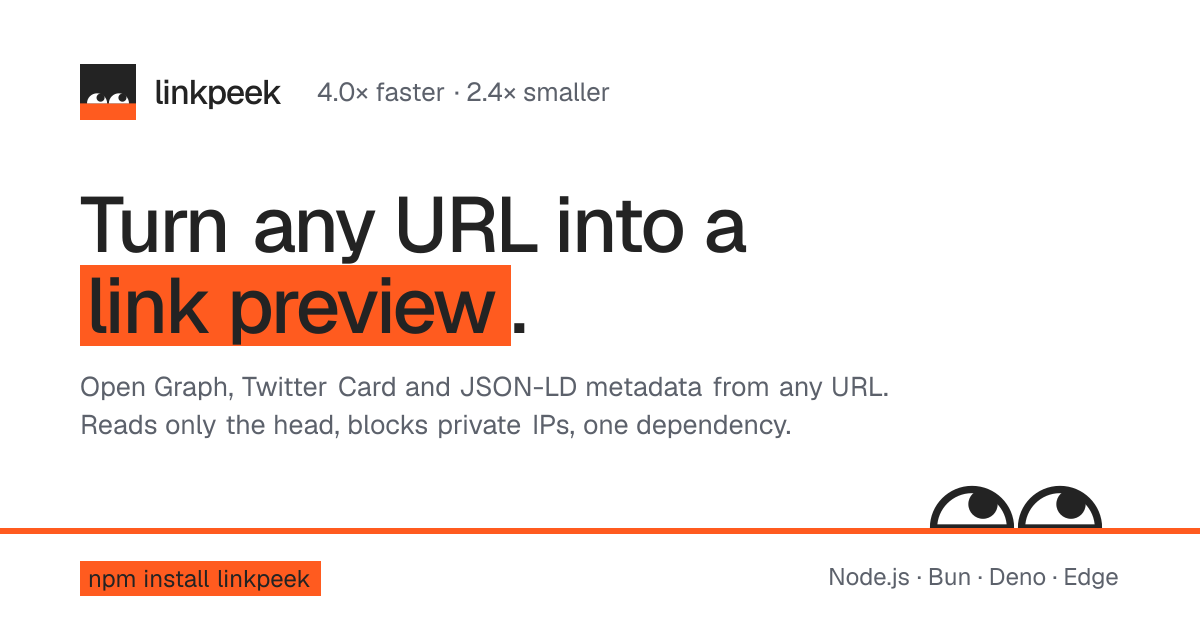 linkpeek
4.0× faster · 2.4× smaller
Turn any URL into a
link preview.
Open Graph, Twitter Card and JSON-LD metadata from any URL.
Reads only the head, blocks private IPs, one dependency.
npm install linkpeek
Node.js · Bun · Deno · Edge